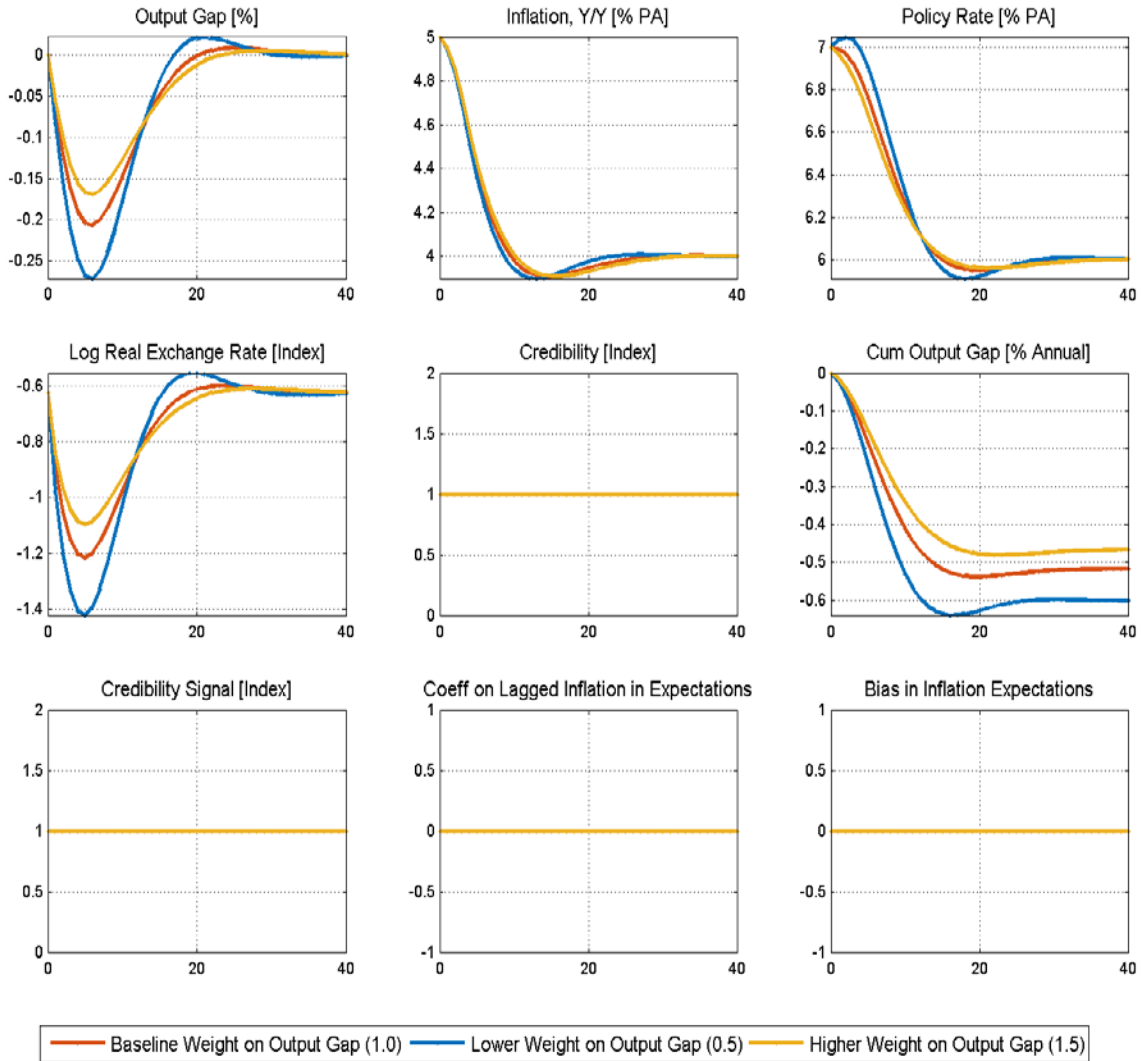 Output Gap [%]
0
-0.05
-0.1
-0.15
-0.2
-0.25
0 20 40
Inflation, Y/Y [% PA]
5
4.8
4.6
4.4
4.2
4
0 20 40
Policy Rate [% PA]
7
6.8
6.6
6.4
6.2
6
0 20 40
Log Real Exchange Rate [Index]
-0.6
-0.8
-1
-1.2
-1.4
0 20 40
Credibility [Index]
2
1.5
1
0.5
0
0 20 40
Cum Output Gap [% Annual]
0
-0.1
-0.2
-0.3
-0.4
-0.5
-0.6
0 20 40
Credibility Signal [Index]
2
1.5
1
0.5
0
0 20 40
Coeff on Lagged Inflation in Expectations
1
0.5
0
-0.5
-1
0 20 40
Bias in Inflation Expectations
1
0.5
0
-0.5
-1
0 20 40
Baseline Weight on Output Gap (1.0) Lower Weight on Output Gap (0.5) Higher Weight on Output Gap (1.5)